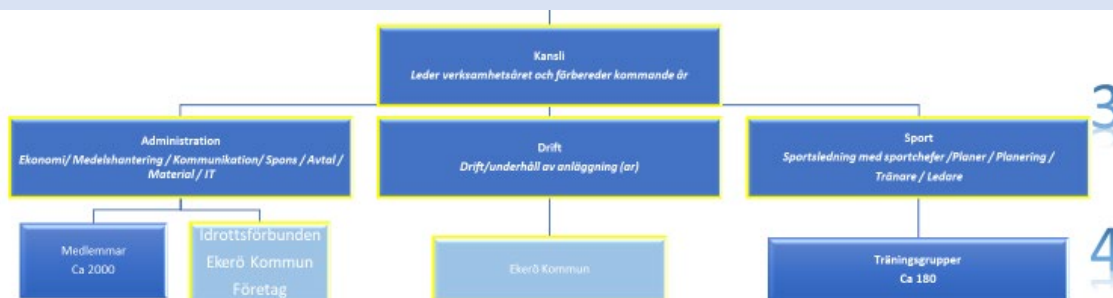 Kansli
Leder verksamhetsåret och förbereder kommande år
3
Administration
Ekonomi/ Medelshantering / Kommunikation/ Spons / Avtal /
Material / IT
Drift
Drift/underhåll av anläggning (ar)
Sport
Sportsledning med sportchefer /Planer / Planering /
Tränare / Ledare
Medlemmar
Ca 2000
Idrottsförbunden
Ekerö Kommun
Företag
Ekerö Kommun
Träningsgrupper
Ca 180
4